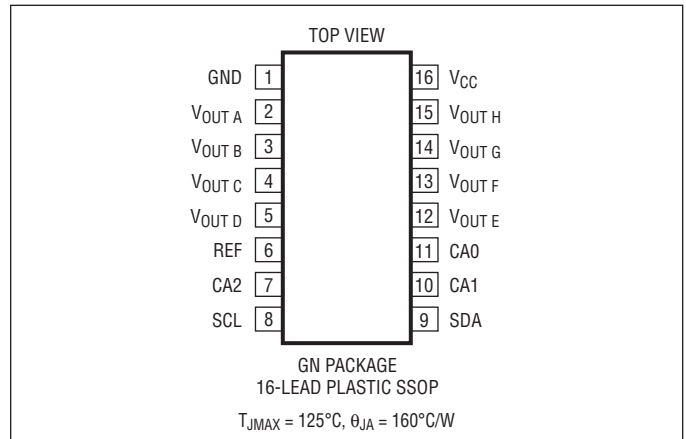 TOP VIEW
GND 1
VOUT A 2
VOUT B 3
VOUT C 4
VOUT D 5
REF 6
CA2 7
SCL 8
16 VCC
15 VOUT H
14 VOUT G
13 VOUT F
12 VOUT E
11 CA0
10 CA1
9 SDA
GN PACKAGE
16-LEAD PLASTIC SSOP
TJMAX = 125°C, θJA = 160°C/W